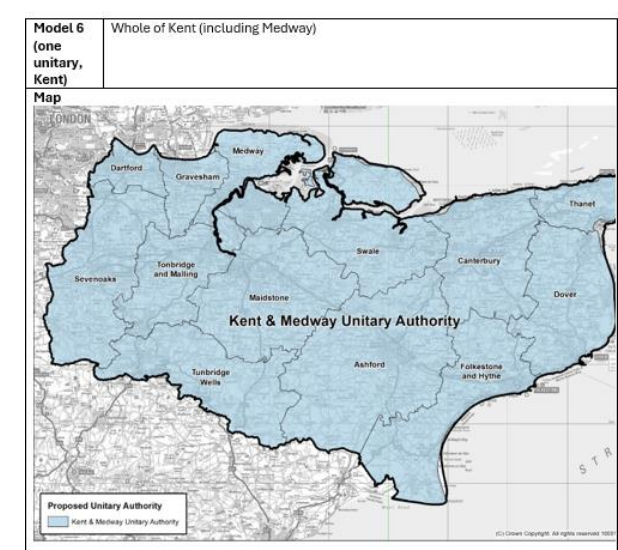 Model 6
(one
unitary,
Kent)
Whole of Kent (including Medway)
Map
LONDON
Medway
Dartford
Gravesham
Thanet
Swale
Canterbury
Sevenoaks
Tonbridge
and Malling
Maidstone
Dover
Kent & Medway Unitary Authority
Ashford
Folkestone
and Hythe
Tunbridge
Wells
STR
Proposed Unitary Authority
Kent & Medway Unitary Authority
(C) Crown Copyright. All rights reserved